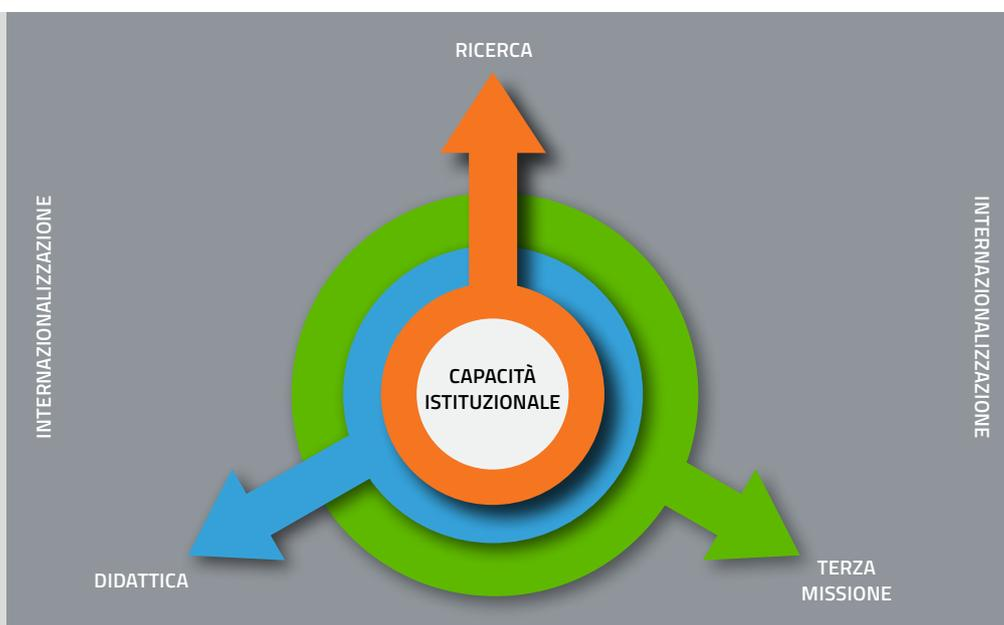 RICERCA
INTERNAZIONALIZZAZIONE
INTERNAZIONALIZZAZIONE
CAPACITÀ
ISTITUZIONALE
DIDATTICA
TERZA
MISSIONE